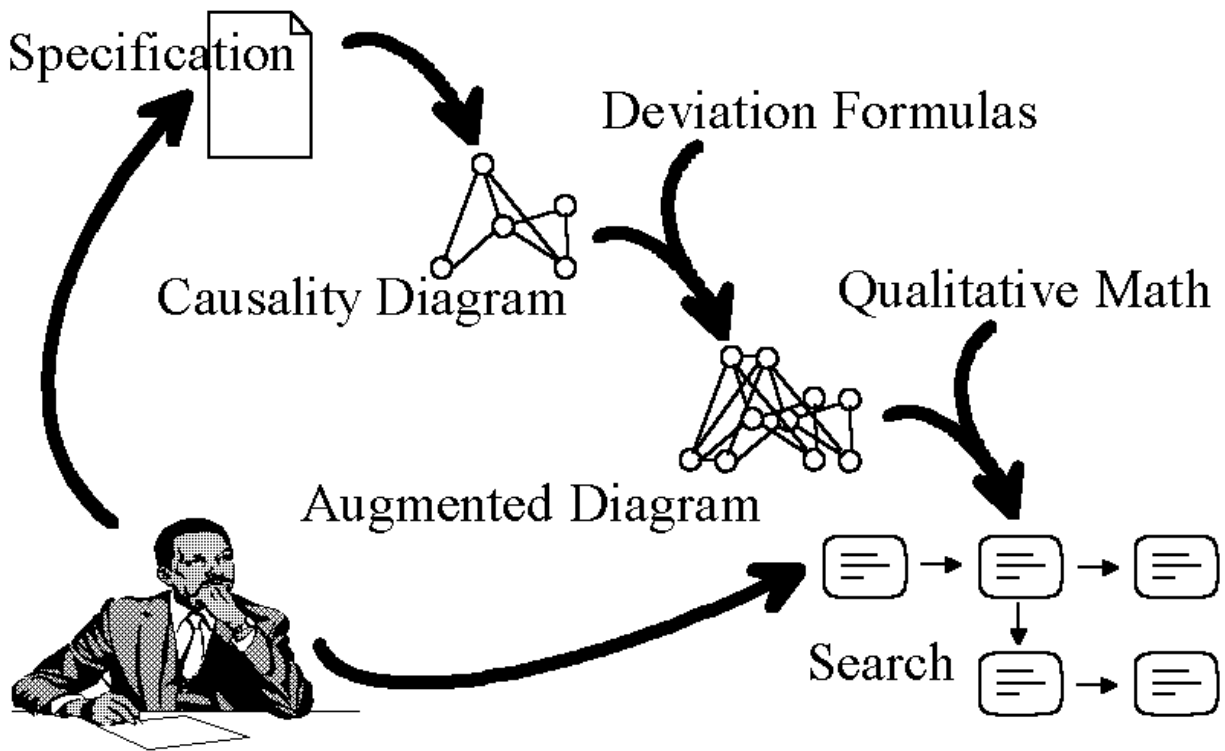 Specification
Deviation Formulas
Causality Diagram
Qualitative Math
Augmented Diagram
Search